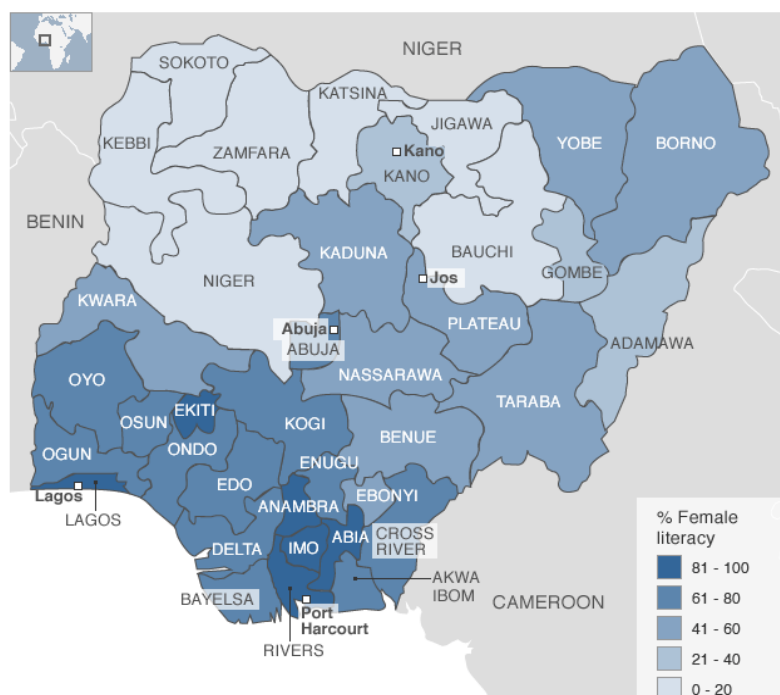 NIGER
SOKOTO
KATSINA
JIGAWA
KEBBI
ZAMFARA
Kano
KANO
YOBE
BORNO
BENIN
KADUNA
BAUCHI
NIGER
Jos
GOMBE
KWARA
Abuja
ABUJA
PLATEAU
ADAMAWA
NASSARAWA
OYO
TARABA
EKITI
OSUN
KOGI
BENUE
OGUN
ONDO
ENUGU
EDO
EBONYI
Lagos
LAGOS
ANAMBRA
DELTA
IMO
ABIA
CROSS
RIVER
BAYELSA
AKWA
IBOM
Port
Harcourt
RIVERS
CAMEROON
% Female
literacy
81 - 100
61 - 80
41 - 60
21 - 40
0 - 20